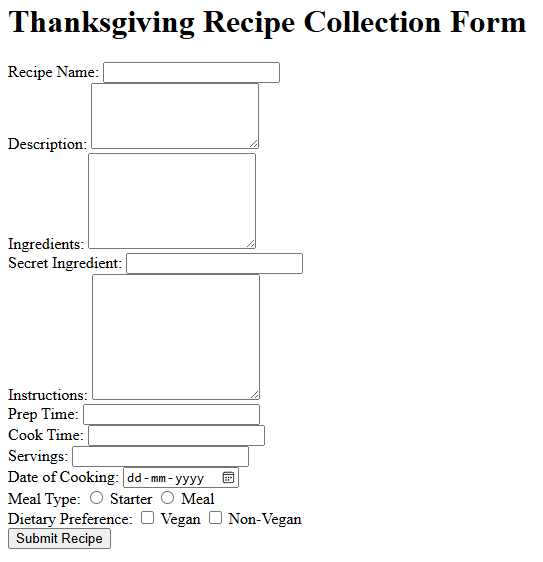 Thanksgiving Recipe Collection Form
Recipe Name:
Description:
Ingredients:
Secret Ingredient:
Instructions:
Prep Time:
Cook Time:
Servings:
Date of Cooking: dd-mm-yyyy
Meal Type: Starter Meal
Dietary Preference: Vegan Non-Vegan
Submit Recipe